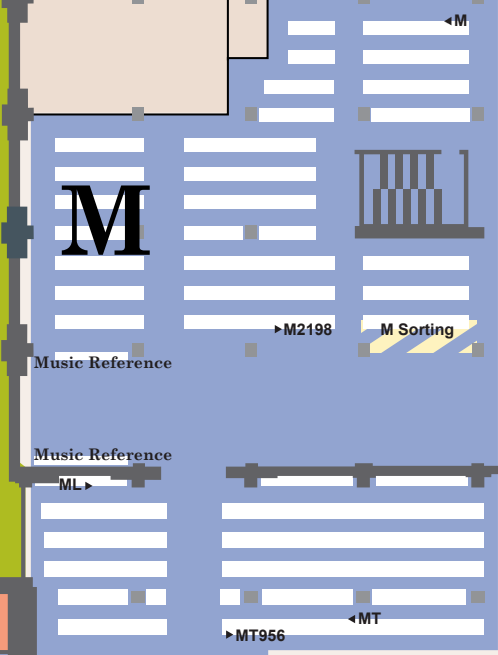 ◂M
M
▸M2198
M Sorting
Music Reference
Music Reference
ML▸
◂MT
▸MT956